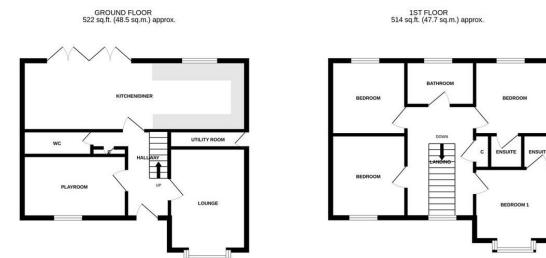 GROUND FLOOR
522 sq.ft. (48.5 sq.m.) approx.
KITCHEN/DINER
WC
UTILITY ROOM
HALLWAY
UP
PLAYROOM
LOUNGE
1ST FLOOR
514 sq.ft. (47.7 sq.m.) approx.
BATHROOM
BEDROOM
BEDROOM
DOWN
LANDING
C
ENSUITE
ENSUIT
BEDROOM
BEDROOM 1